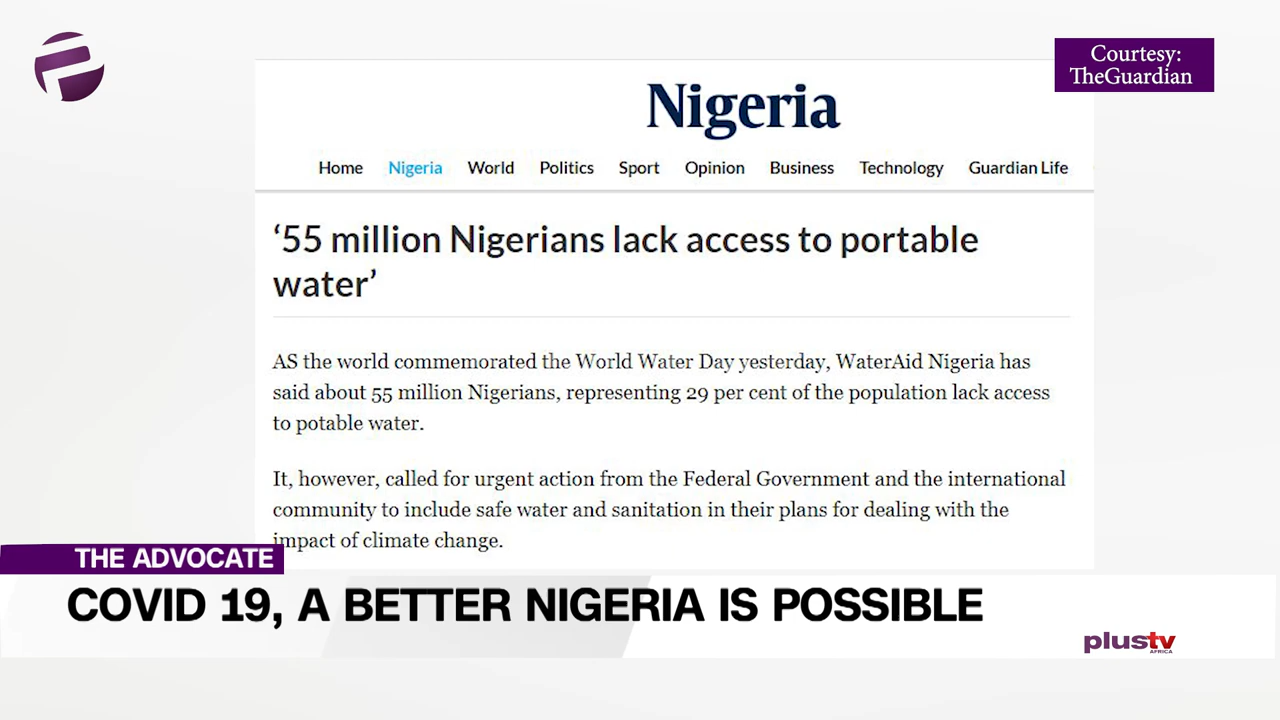 Courtesy:
TheGuardian
Nigeria
Home Nigeria World Politics Sport Opinion Business Technology Guardian Life
‘55 million Nigerians lack access to portable
water’
AS the world commemorated the World Water Day yesterday, WaterAid Nigeria has
said about 55 million Nigerians, representing 29 per cent of the population lack access
to potable water.
It, however, called for urgent action from the Federal Government and the international
community to include safe water and sanitation in their plans for dealing with the
impact of climate change.
THE ADVOCATE
COVID 19, A BETTER NIGERIA IS POSSIBLE
plustv
AFRICA